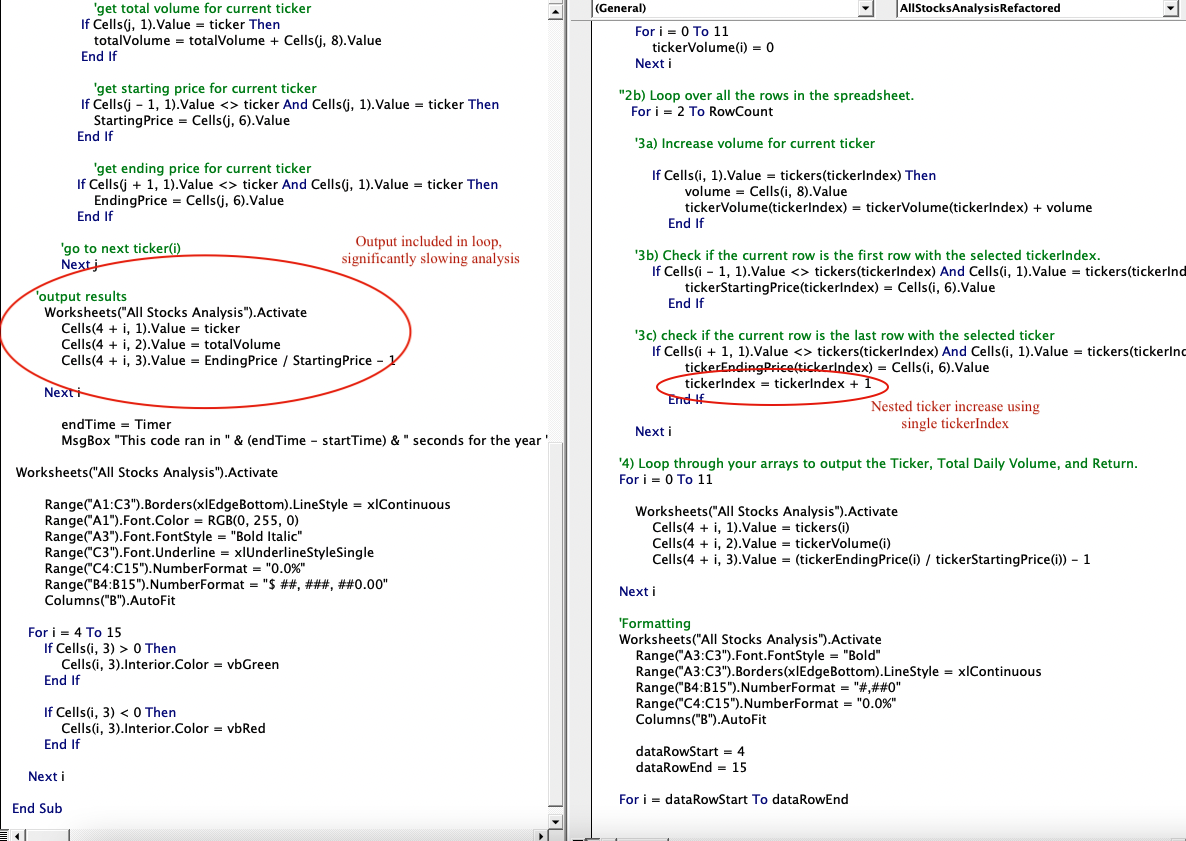 'get total volume for current ticker
If Cells(j, 1).Value = ticker Then
totalVolume = totalVolume + Cells(j, 8).Value
End If
'get starting price for current ticker
If Cells(j - 1, 1).Value <> ticker And Cells(j, 1).Value = ticker Then
StartingPrice = Cells(j, 6).Value
End If
'get ending price for current ticker
If Cells(j + 1, 1).Value <> ticker And Cells(j, 1).Value = ticker Then
EndingPrice = Cells(j, 6).Value
End If
'go to next ticker(i)
Next j
Output included in loop,
significantly slowing analysis
'output results
Worksheets("All Stocks Analysis").Activate
Cells(4 + i, 1).Value = ticker
Cells(4 + i, 2).Value = totalVolume
Cells(4 + i, 3).Value = EndingPrice / StartingPrice - 1
Next i
endTime = Timer
MsgBox "This code ran in " & (endTime - startTime) & " seconds for the year "
Worksheets("All Stocks Analysis").Activate
Range("A1:C3").Borders(xlEdgeBottom).LineStyle = xlContinuous
Range("A1").Font.Color = RGB(0, 255, 0)
Range("A3").Font.FontStyle = "Bold Italic"
Range("C3").Font.Underline = xlUnderlineStyleSingle
Range("C4:C15").NumberFormat = "0.0%"
Range("B4:B15").NumberFormat = "$ ##, ###, ##0.00"
Columns("B").AutoFit
For i = 4 To 15
If Cells(i, 3) > 0 Then
Cells(i, 3).Interior.Color = vbGreen
End If
If Cells(i, 3) < 0 Then
Cells(i, 3).Interior.Color = vbRed
End If
Next i
End Sub
(General)
AllStocksAnalysisRefactored
For i = 0 To 11
tickerVolume(i) = 0
Next i
''2b) Loop over all the rows in the spreadsheet.
For i = 2 To RowCount
'3a) Increase volume for current ticker
If Cells(i, 1).Value = tickers(tickerIndex) Then
volume = Cells(i, 8).Value
tickerVolume(tickerIndex) = tickerVolume(tickerIndex) + volume
End If
'3b) Check if the current row is the first row with the selected tickerIndex.
If Cells(i - 1, 1).Value <> tickers(tickerIndex) And Cells(i, 1).Value = tickers(tickerInd
tickerStartingPrice(tickerIndex) = Cells(i, 6).Value
End If
'3c) check if the current row is the last row with the selected ticker
If Cells(i + 1, 1).Value <> tickers(tickerIndex) And Cells(i, 1).Value = tickers(tickerInd
tickerEndingPrice(tickerIndex) = Cells(i, 6).Value
tickerIndex = tickerIndex + 1
End If
Nested ticker increase using
single tickerIndex
Next i
'4) Loop through your arrays to output the Ticker, Total Daily Volume, and Return.
For i = 0 To 11
Worksheets("All Stocks Analysis").Activate
Cells(4 + i, 1).Value = tickers(i)
Cells(4 + i, 2).Value = tickerVolume(i)
Cells(4 + i, 3).Value = (tickerEndingPrice(i) / tickerStartingPrice(i)) - 1
Next i
'Formatting
Worksheets("All Stocks Analysis").Activate
Range("A3:C3").Font.FontStyle = "Bold"
Range("A3:C3").Borders(xlEdgeBottom).LineStyle = xlContinuous
Range("B4:B15").NumberFormat = "#,##0"
Range("C4:C15").NumberFormat = "0.0%"
Columns("B").AutoFit
dataRowStart = 4
dataRowEnd = 15
For i = dataRowStart To dataRowEnd